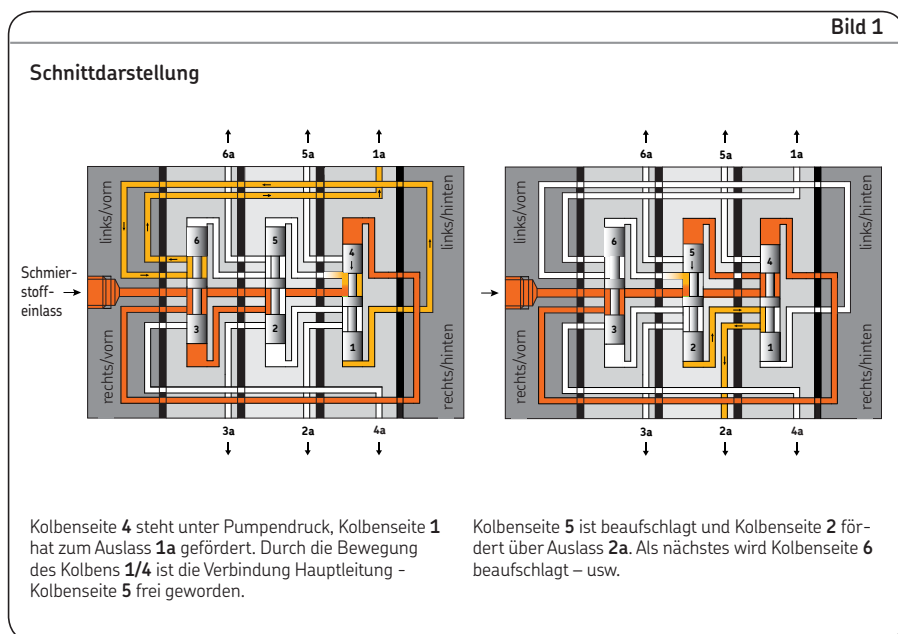 Bild 1
Schnittdarstellung
6a 5a 1a
links/vorn
links/hinten
6 5 4
Schmier-
stoff-
einlass
3 2 1
rechts/vorn
rechts/hinten
3a 2a 4a
6a 5a 1a
links/vorn
links/hinten
6 5 4
3 2 1
rechts/vorn
rechts/hinten
3a 2a 4a
Kolbenseite 4 steht unter Pumpendruck, Kolbenseite 1
hat zum Auslass 1a gefördert. Durch die Bewegung
des Kolbens 1/4 ist die Verbindung Hauptleitung -
Kolbenseite 5 frei geworden.
Kolbenseite 5 ist beaufschlagt und Kolbenseite 2 för-
dert über Auslass 2a. Als nächstes wird Kolbenseite 6
beaufschlagt – usw.